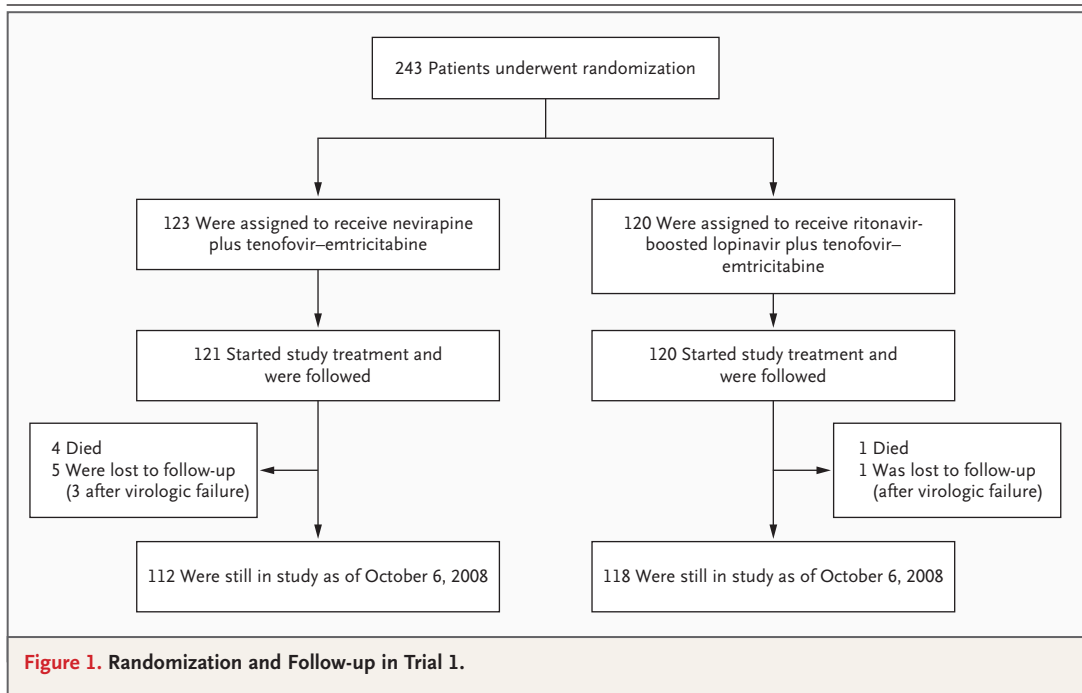 243 Patients underwent randomization
123 Were assigned to receive nevirapine
plus tenofovir–emtricitabine
120 Were assigned to receive ritonavir-
boosted lopinavir plus tenofovir–
emtricitabine
121 Started study treatment and
were followed
120 Started study treatment and
were followed
4 Died
5 Were lost to follow-up
(3 after virologic failure)
1 Died
1 Was lost to follow-up
(after virologic failure)
112 Were still in study as of October 6, 2008
118 Were still in study as of October 6, 2008
Figure 1. Randomization and Follow-up in Trial 1.